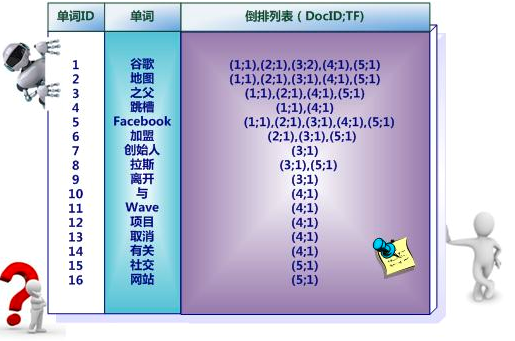 单词ID 单词 倒排列表（DocID;TF)
1 谷歌 (1;1),(2;1),(3;2),(4;1),(5;1)
2 地图 (1;1),(2;1),(3;1),(4;1),(5;1)
3 之父 (1;1),(2;1),(4;1),(5;1)
4 跳槽 (1;1),(4;1)
5 Facebook (1;1),(2;1),(3;1),(4;1),(5;1)
6 加盟 (2;1),(3;1),(5;1)
7 创始人 (3;1)
8 拉斯 (3;1),(5;1)
9 离开 (3;1)
10 与 (4;1)
11 Wave (4;1)
12 项目 (4;1)
13 取消 (4;1)
14 有关 (4;1)
15 社交 (5;1)
16 网站 (5;1)